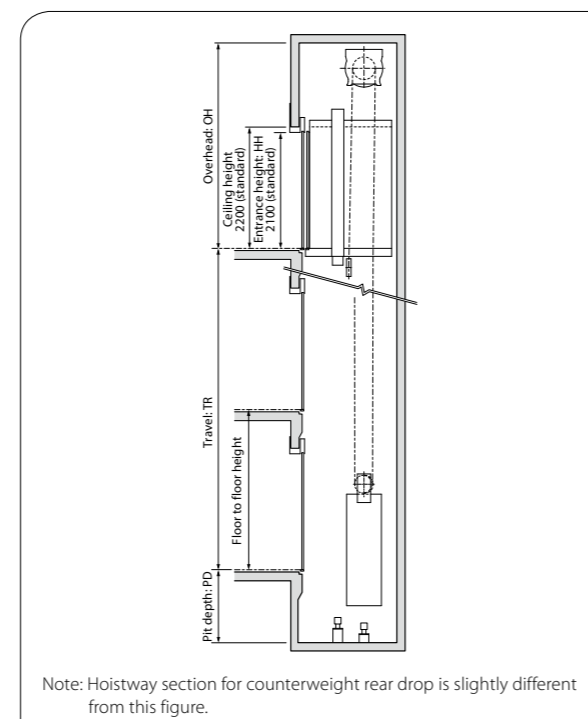 Overhead: OH
Ceiling height
2200 (standard)
Entrance height: HH
2100 (standard)
Travel: TR
Floor to floor height
Pit depth: PD
Note: Hoistway section for counterweight rear drop is slightly different
from this figure.